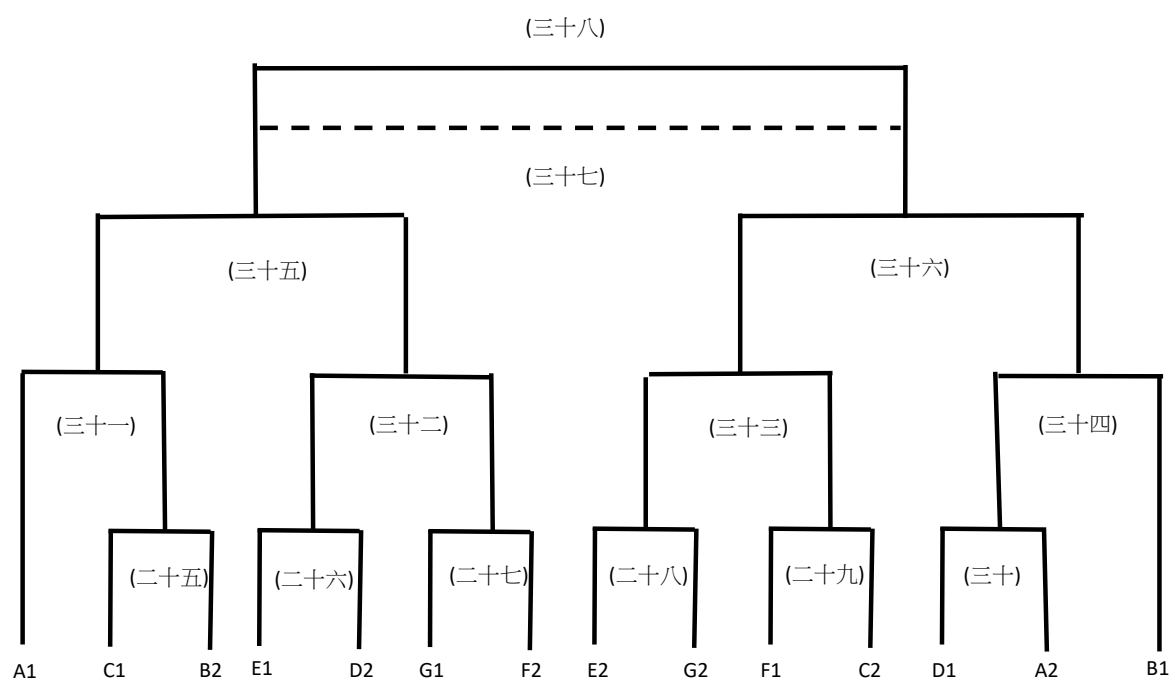 (三十八)
(三十七)
(三十五)
(三十六)
(三十一)
(三十二)
(三十三)
(三十四)
(二十五)
(二十六)
(二十七)
(二十八)
(二十九)
(三十)
A1
C1
B2
E1
D2
G1
F2
E2
G2
F1
C2
D1
A2
B1